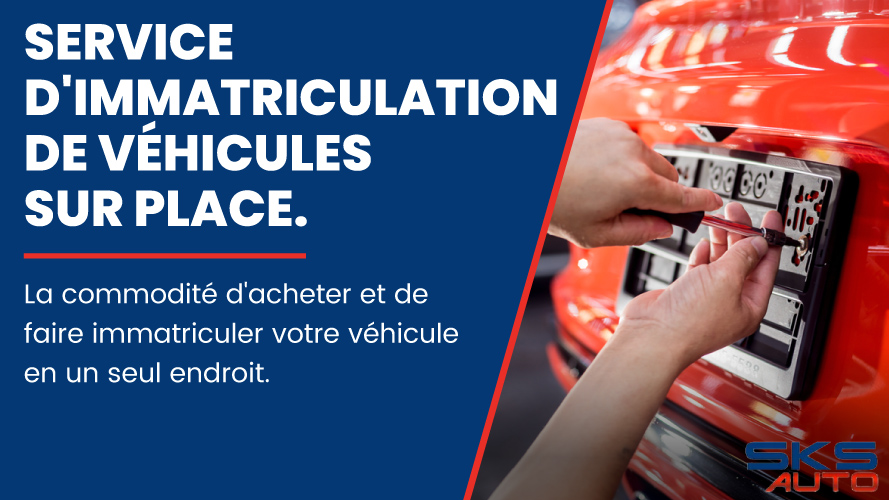 SERVICE
D'IMMATRICULATION
DE VÉHICULES
SUR PLACE.
La commodité d'acheter et de
faire immatriculer votre véhicule
en un seul endroit.
SKS
AUTO